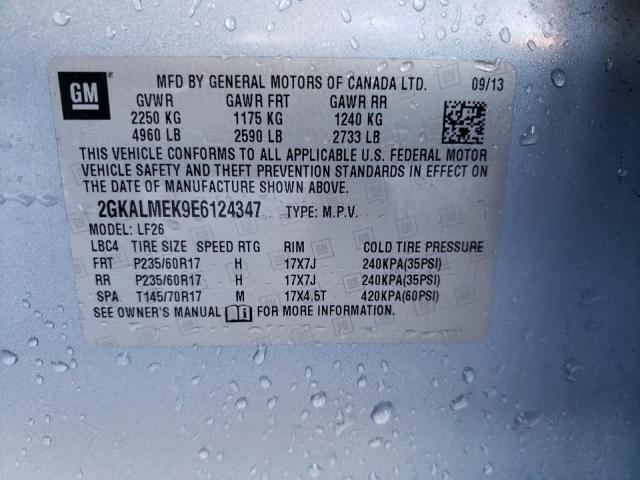 GM MFD BY GENERAL MOTORS OF CANADA LTD. 09/13
GVWR GAWR FRT GAWR RR
2250 KG 1175 KG 1240 KG
4960 LB 2590 LB 2733 LB
THIS VEHICLE CONFORMS TO ALL APPLICABLE U.S. FEDERAL MOTOR
VEHICLE SAFETY AND THEFT PREVENTION STANDARDS IN EFFECT ON
THE DATE OF MANUFACTURE SHOWN ABOVE.
2GKALMEK9E6124347 TYPE: M.P.V.
MODEL: LF26
LBC4 TIRE SIZE SPEED RTG RIM COLD TIRE PRESSURE
FRT P235/60R17 H 17X7J 240KPA(35PSI)
RR P235/60R17 H 17X7J 240KPA(35PSI)
SPA T145/70R17 M 17X4.5T 420KPA(60PSI)
SEE OWNER'S MANUAL FOR MORE INFORMATION.